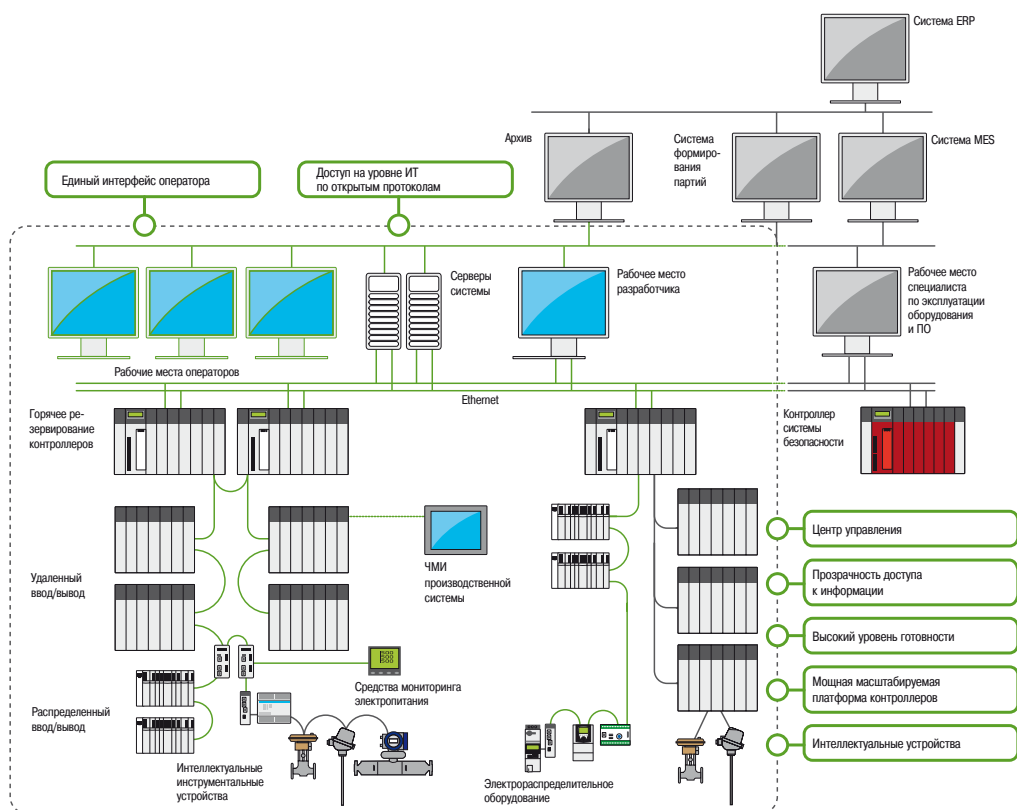 Система ERP
Архив
Система
формиро-
вания
партий
Система MES
Единый интерфейс оператора
Доступ на уровне ИТ
по открытым протоколам
Серверы
системы
Рабочее место
разработчика
Рабочее место
специалиста
по эксплуатации
оборудования
и ПО
Рабочие места операторов
Ethernet
Горячее ре-
зервирование
контроллеров
Контроллер
системы
безопасности
Центр управления
ЧМИ
производственной
системы
Удаленный
ввод/вывод
Прозрачность доступа
к информации
Высокий уровень готовности
Средства мониторинга
электропитания
Мощная масштабируемая
платформа контроллеров
Распределенный
ввод/вывод
Интеллектуальные устройства
Интеллектуальные
инструментальные
устройства
Электрораспределительное
оборудование